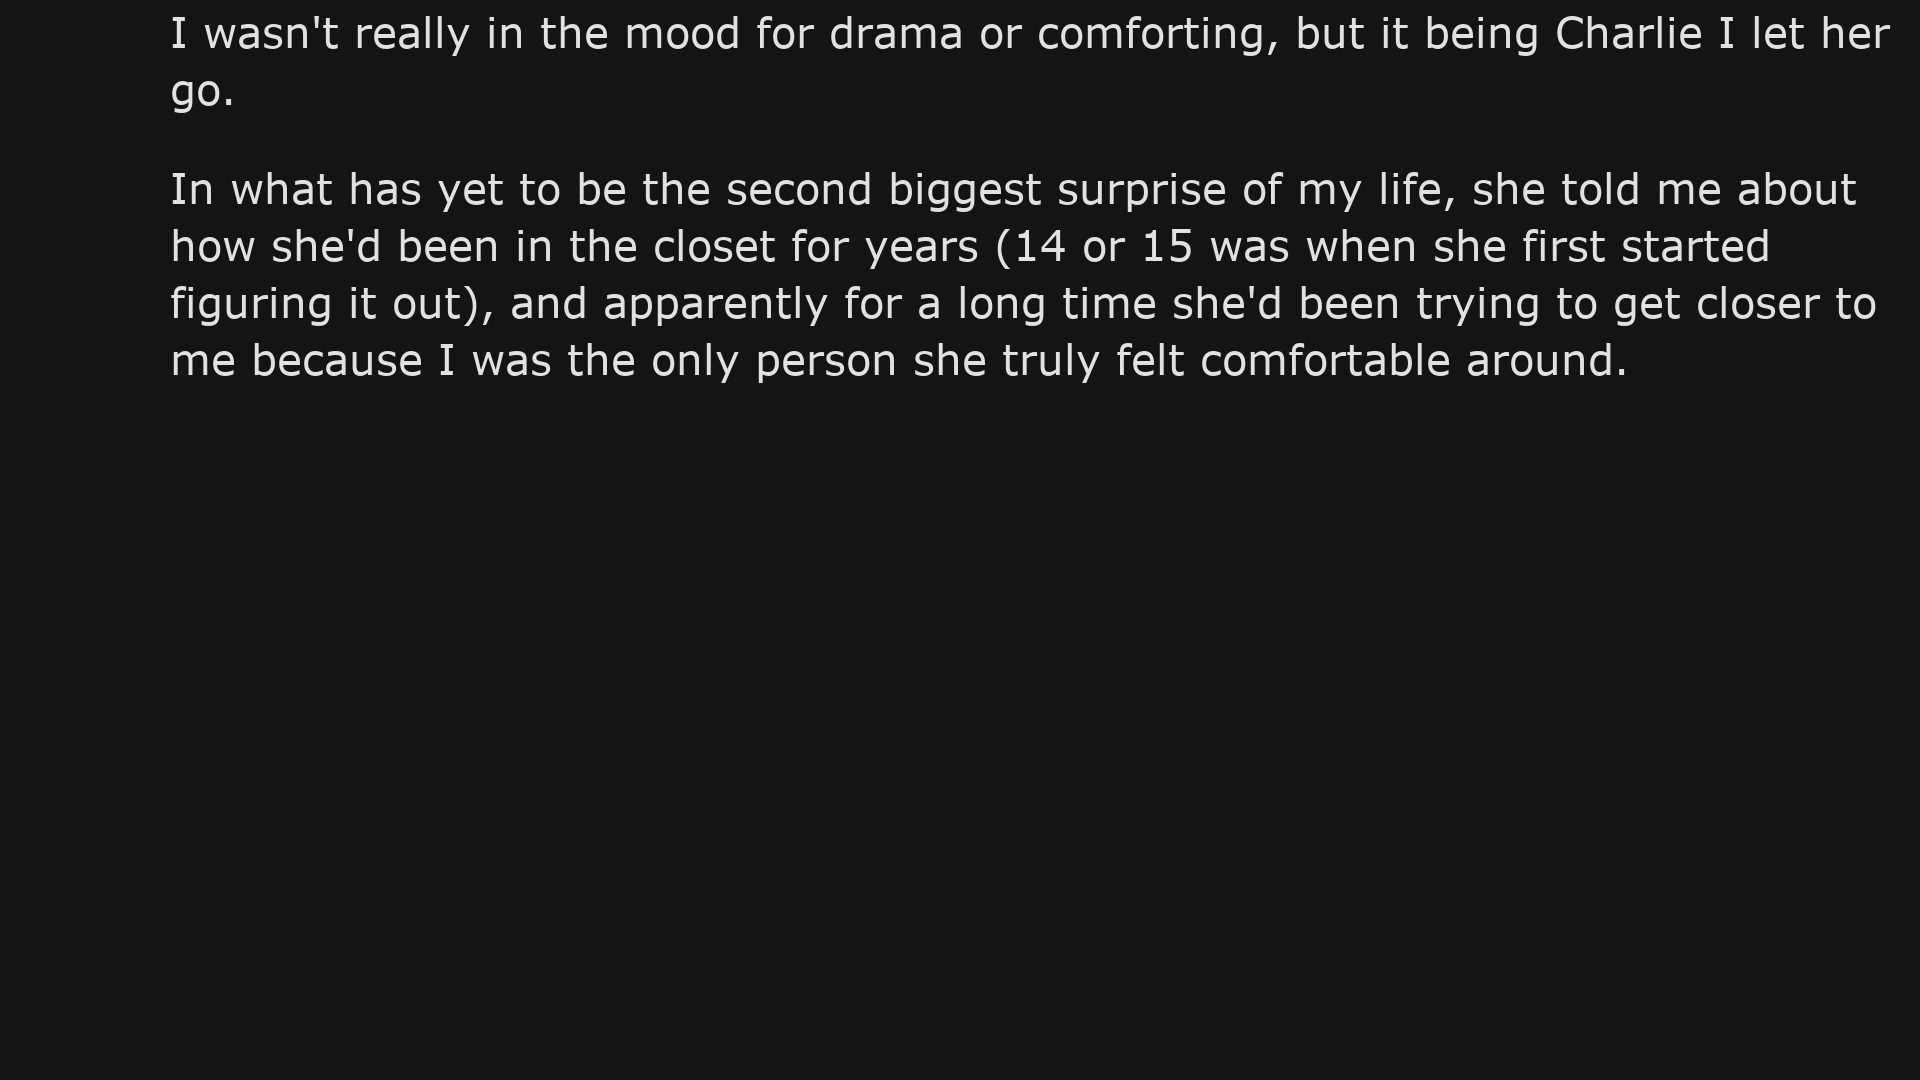 I wasn't really in the mood for drama or comforting, but it being Charlie I let her
go.
In what has yet to be the second biggest surprise of my life, she told me about
how she'd been in the closet for years (14 or 15 was when she first started
figuring it out), and apparently for a long time she'd been trying to get closer to
me because I was the only person she truly felt comfortable around.